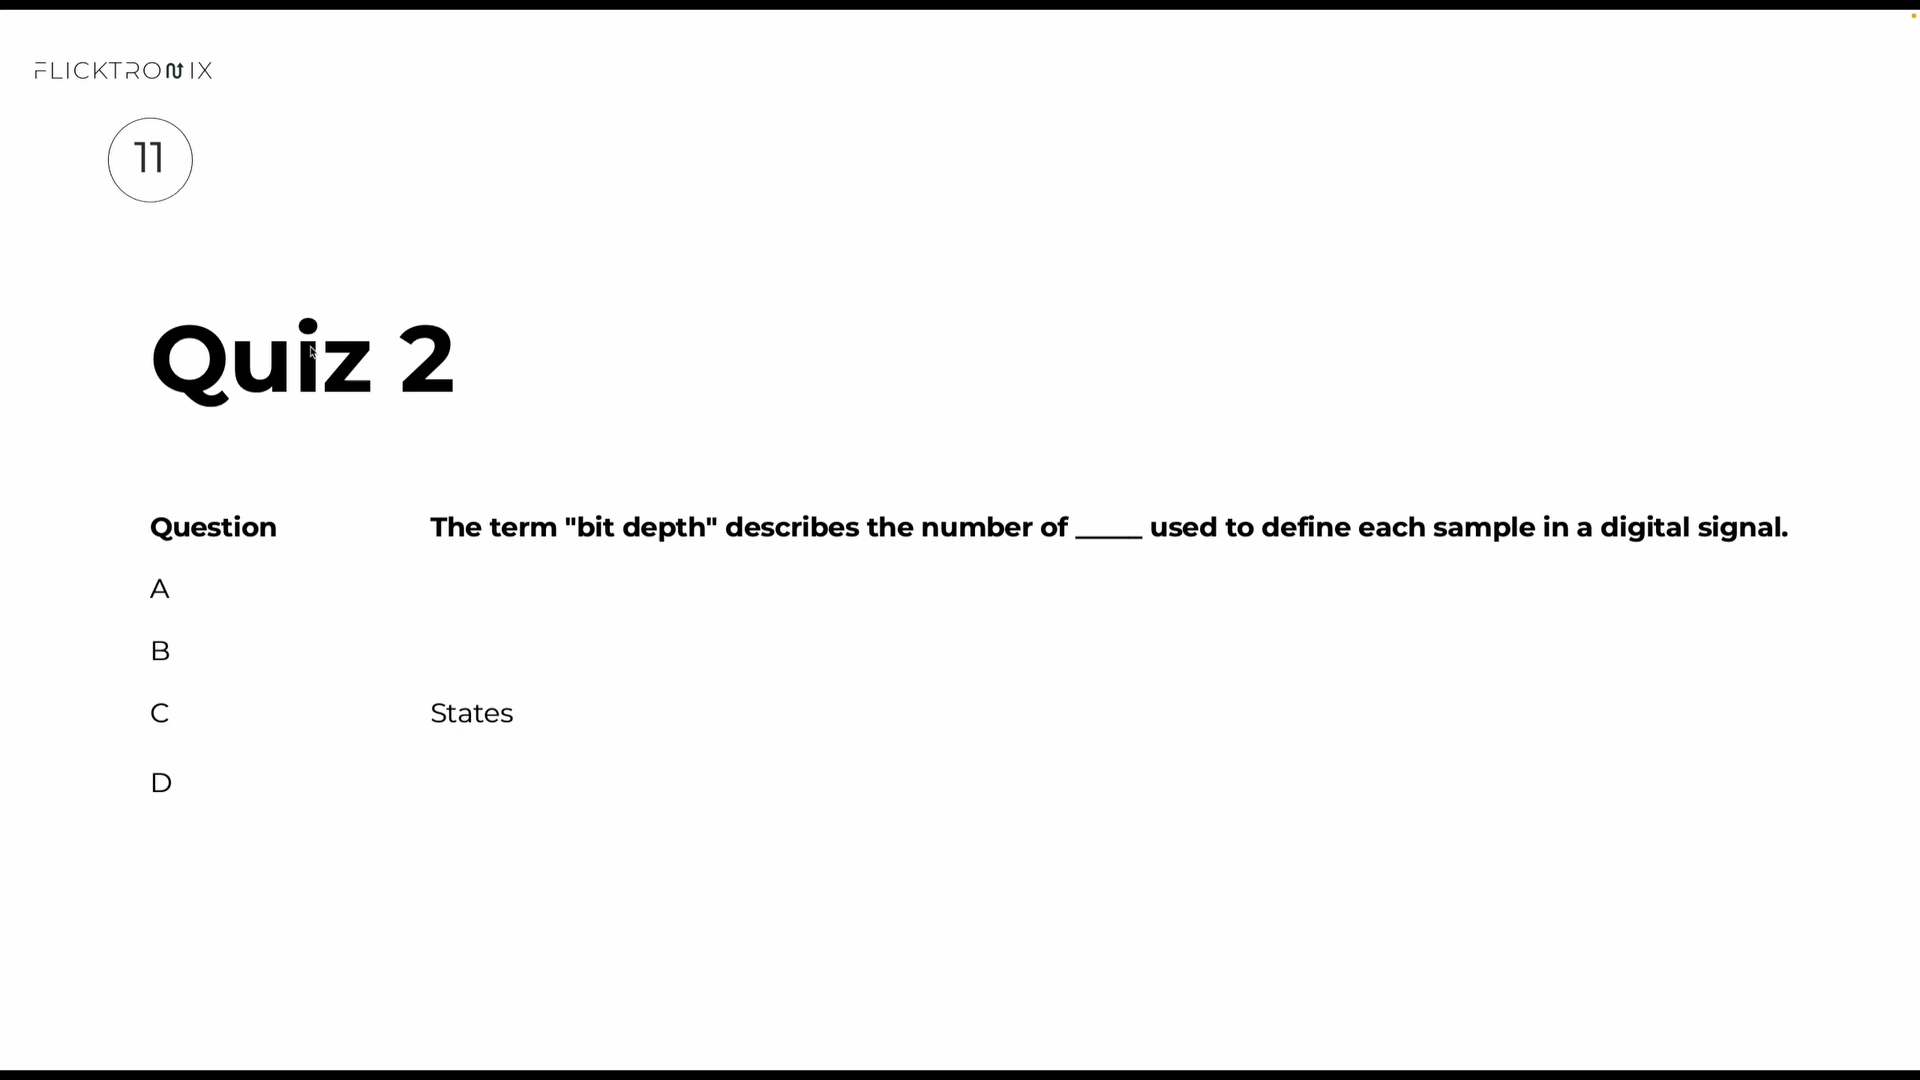 FLICKTRONIX
11
Quiz 2
Question The term "bit depth" describes the number of _____ used to define each sample in a digital signal.
A
B
C States
D